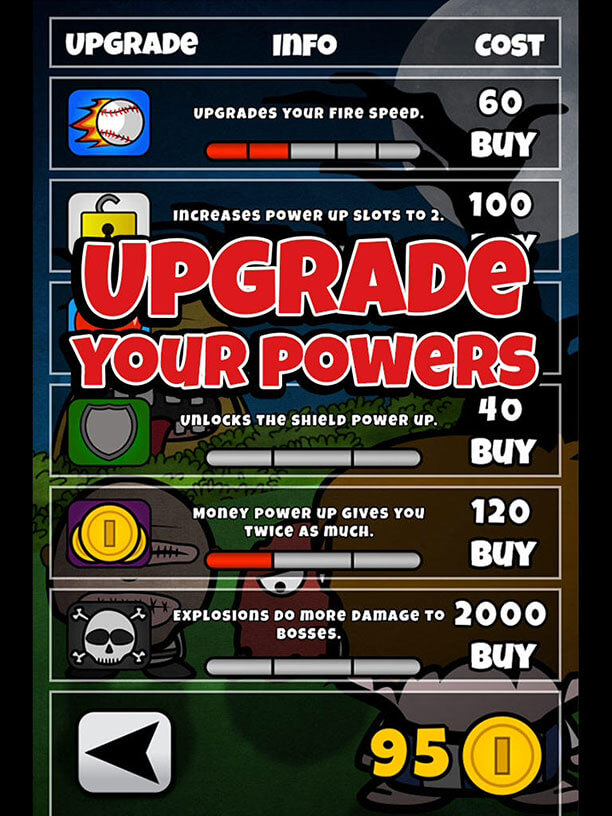 UPGRADE INFO COST
UPGRADES YOUR FIRE SPEED. 60
BUY
INCREASES POWER UP SLOTS TO 2. 100
UPGRADE
YOUR POWERS
UNLOCKS THE SHIELD POWER UP. 40
BUY
MONEY POWER UP GIVES YOU 120
TWICE AS MUCH.
BUY
EXPLOSIONS DO MORE DAMAGE TO 2000
BOSSES.
BUY
95